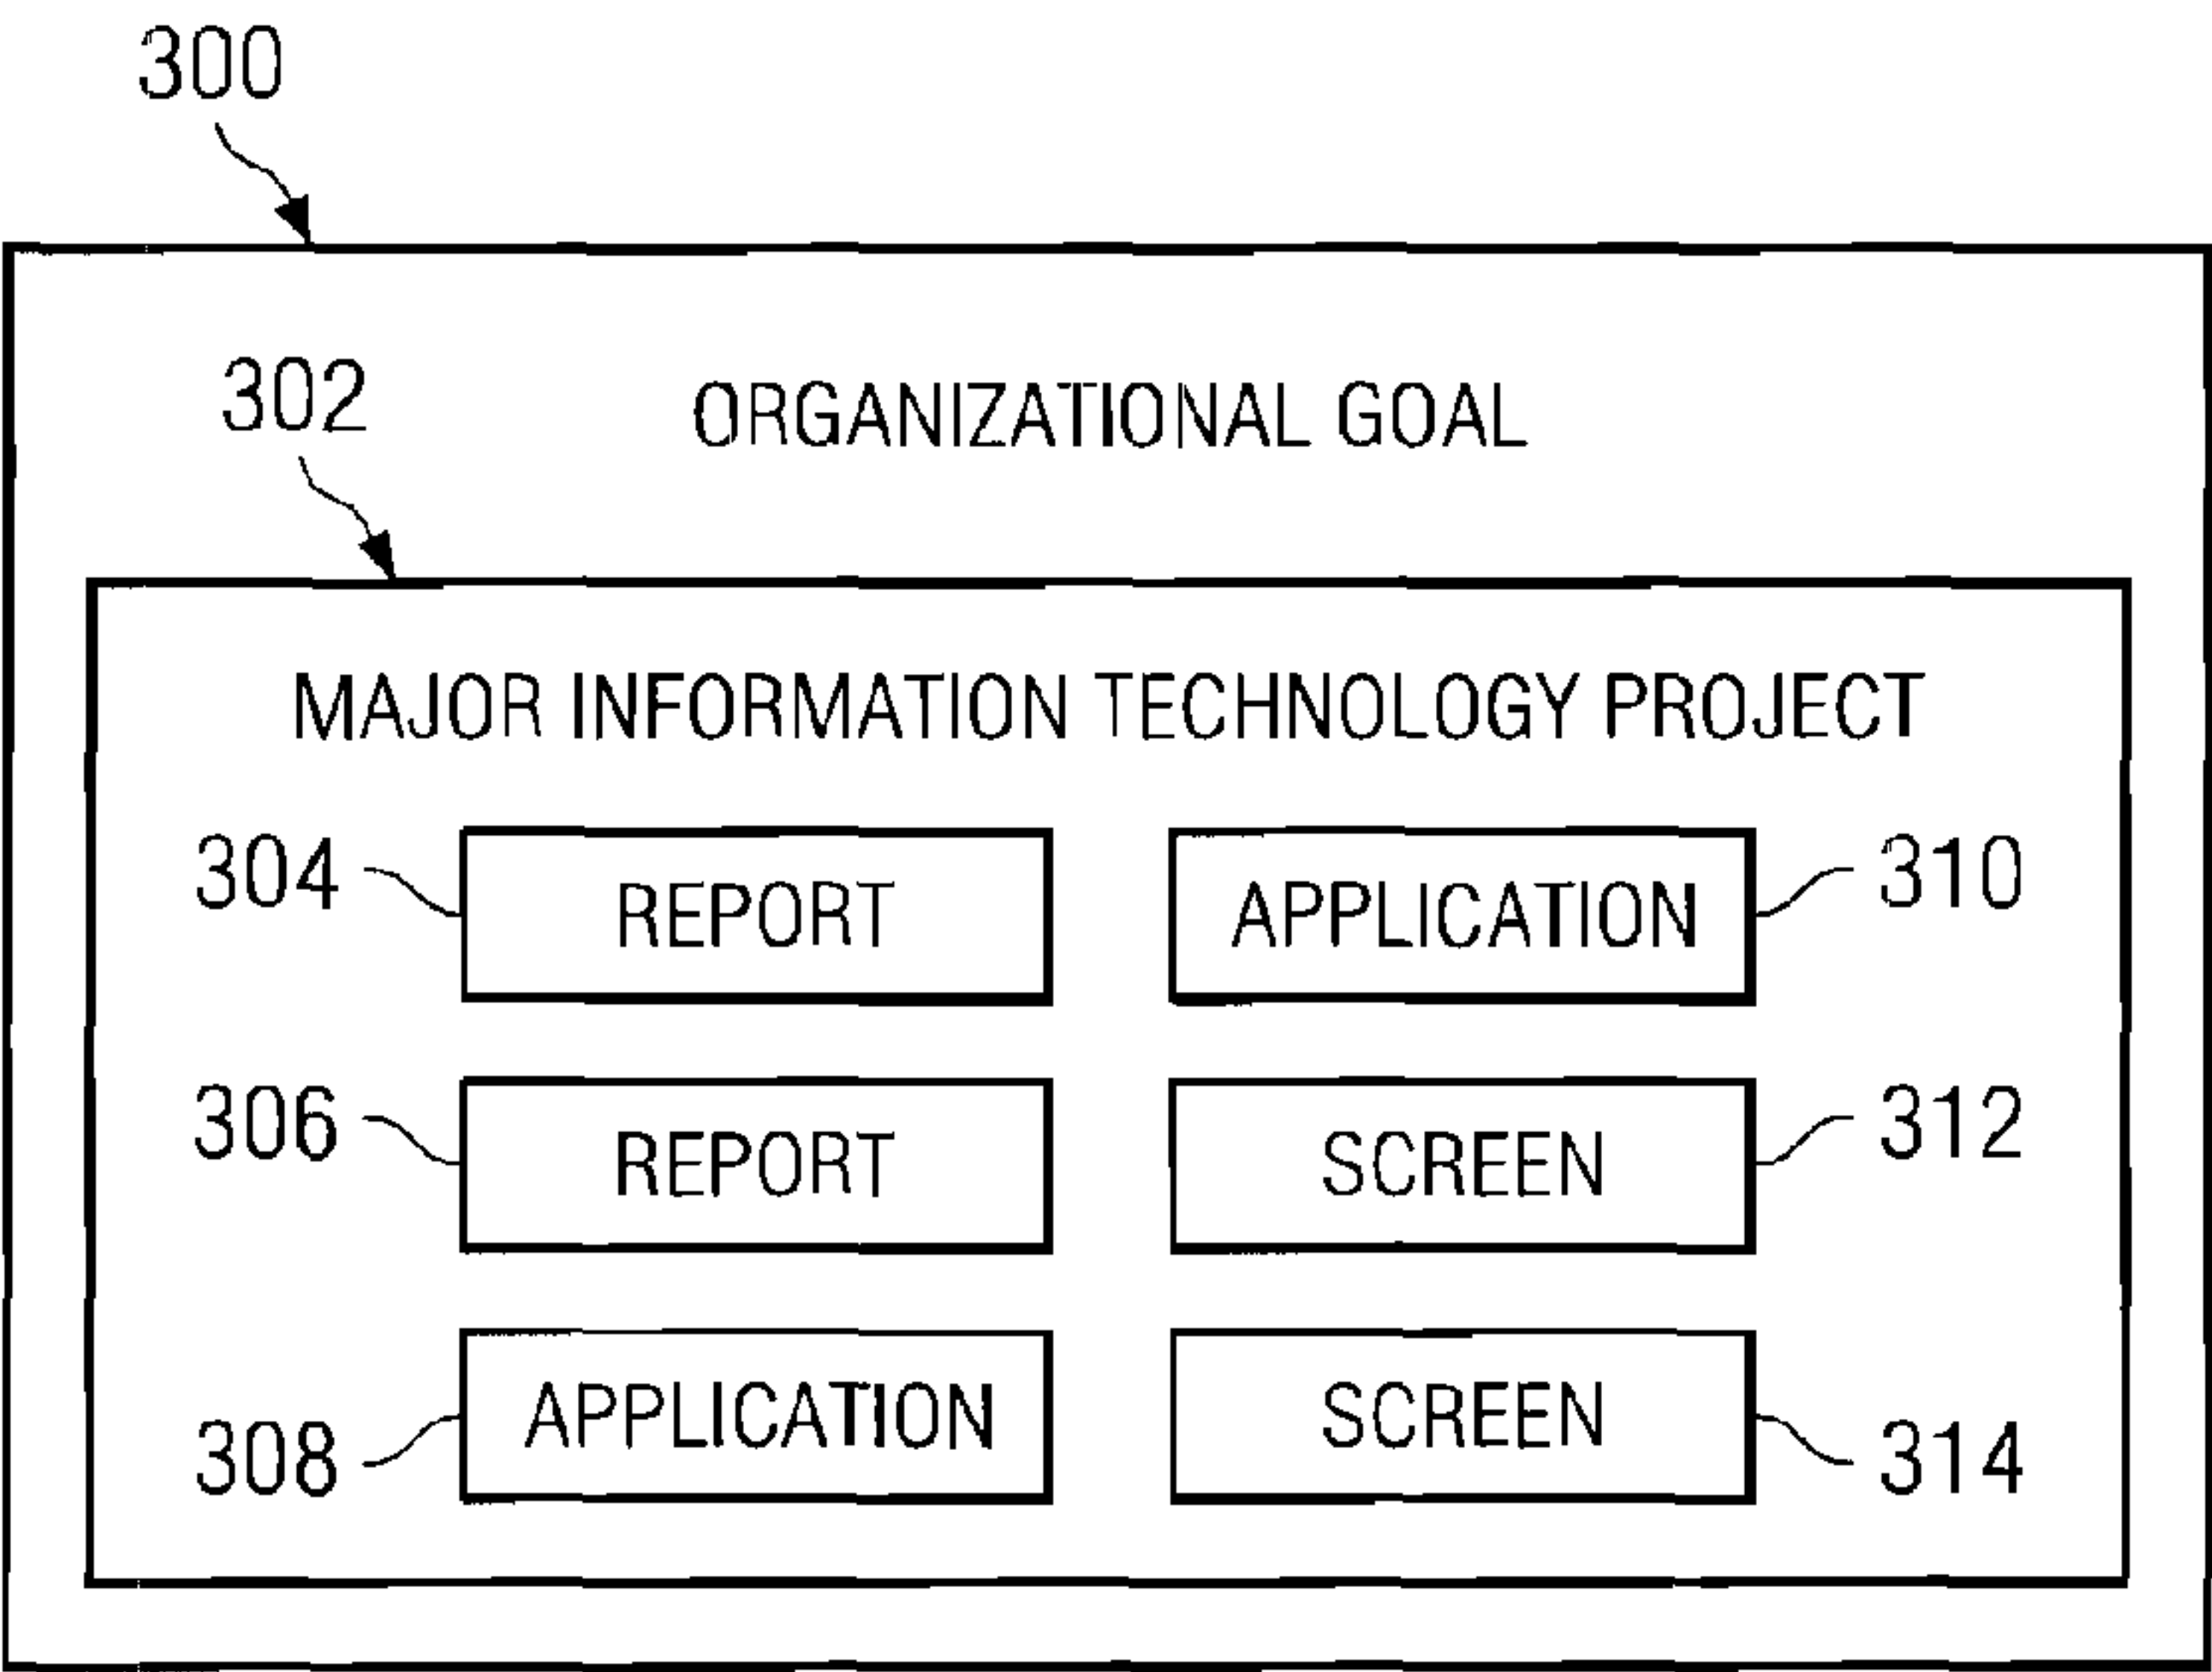 300
302
ORGANIZATIONAL GOAL
MAJOR INFORMATION TECHNOLOGY PROJECT
304 REPORT APPLICATION 310
306 REPORT SCREEN 312
308 APPLICATION SCREEN 314